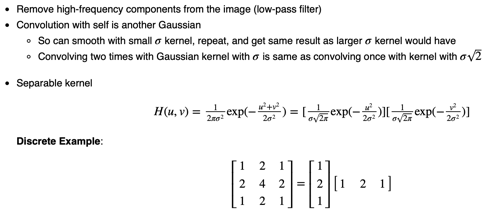 • Remove high-frequency components from the image (low-pass filter)
• Convolution with self is another Gaussian
◦ So can smooth with small σ kernel, repeat, and get same result as larger σ kernel would have
◦ Convolving two times with Gaussian kernel with σ is same as convolving once with kernel with σ√2
• Separable kernel
H(u, v) = 1/(2πσ²) exp(−(u²+v²)/(2σ²)) = [1/(σ√2π) exp(−u²/(2σ²))][1/(σ√2π) exp(−v²/(2σ²))]
Discrete Example:
[1 2 1] [1]
[2 4 2] = [2] [1 2 1]
[1 2 1] [1]